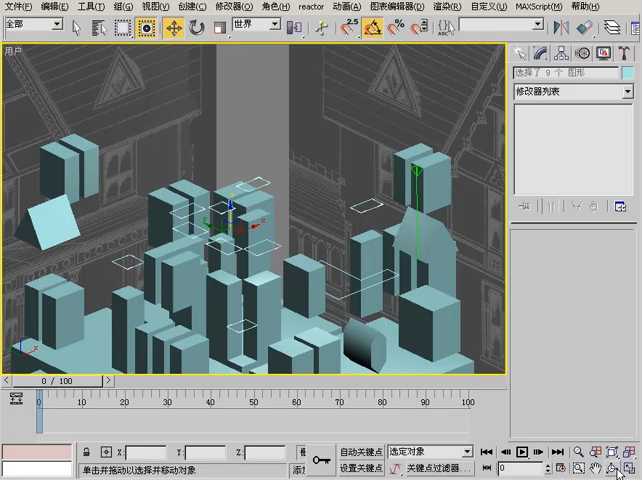 文件(F) 编辑(E) 工具(T) 组(G) 视图(V) 创建(C) 修改器(O) 角色(H) reactor 动画(A) 图表编辑器(D) 渲染(R) 自定义(U) MAXScript(M) 帮助(H)
全部 世界 2.5 ABC
用户
选择了 9 个 图形
修改器列表
z x
z x
0 / 100
0 10 20 30 40 50 60 70 80 90 100
X: Y: Z: 自动关键点 选定对象
单击并拖动以选择并移动对象 添加 设置关键点 关键点过滤器... 0